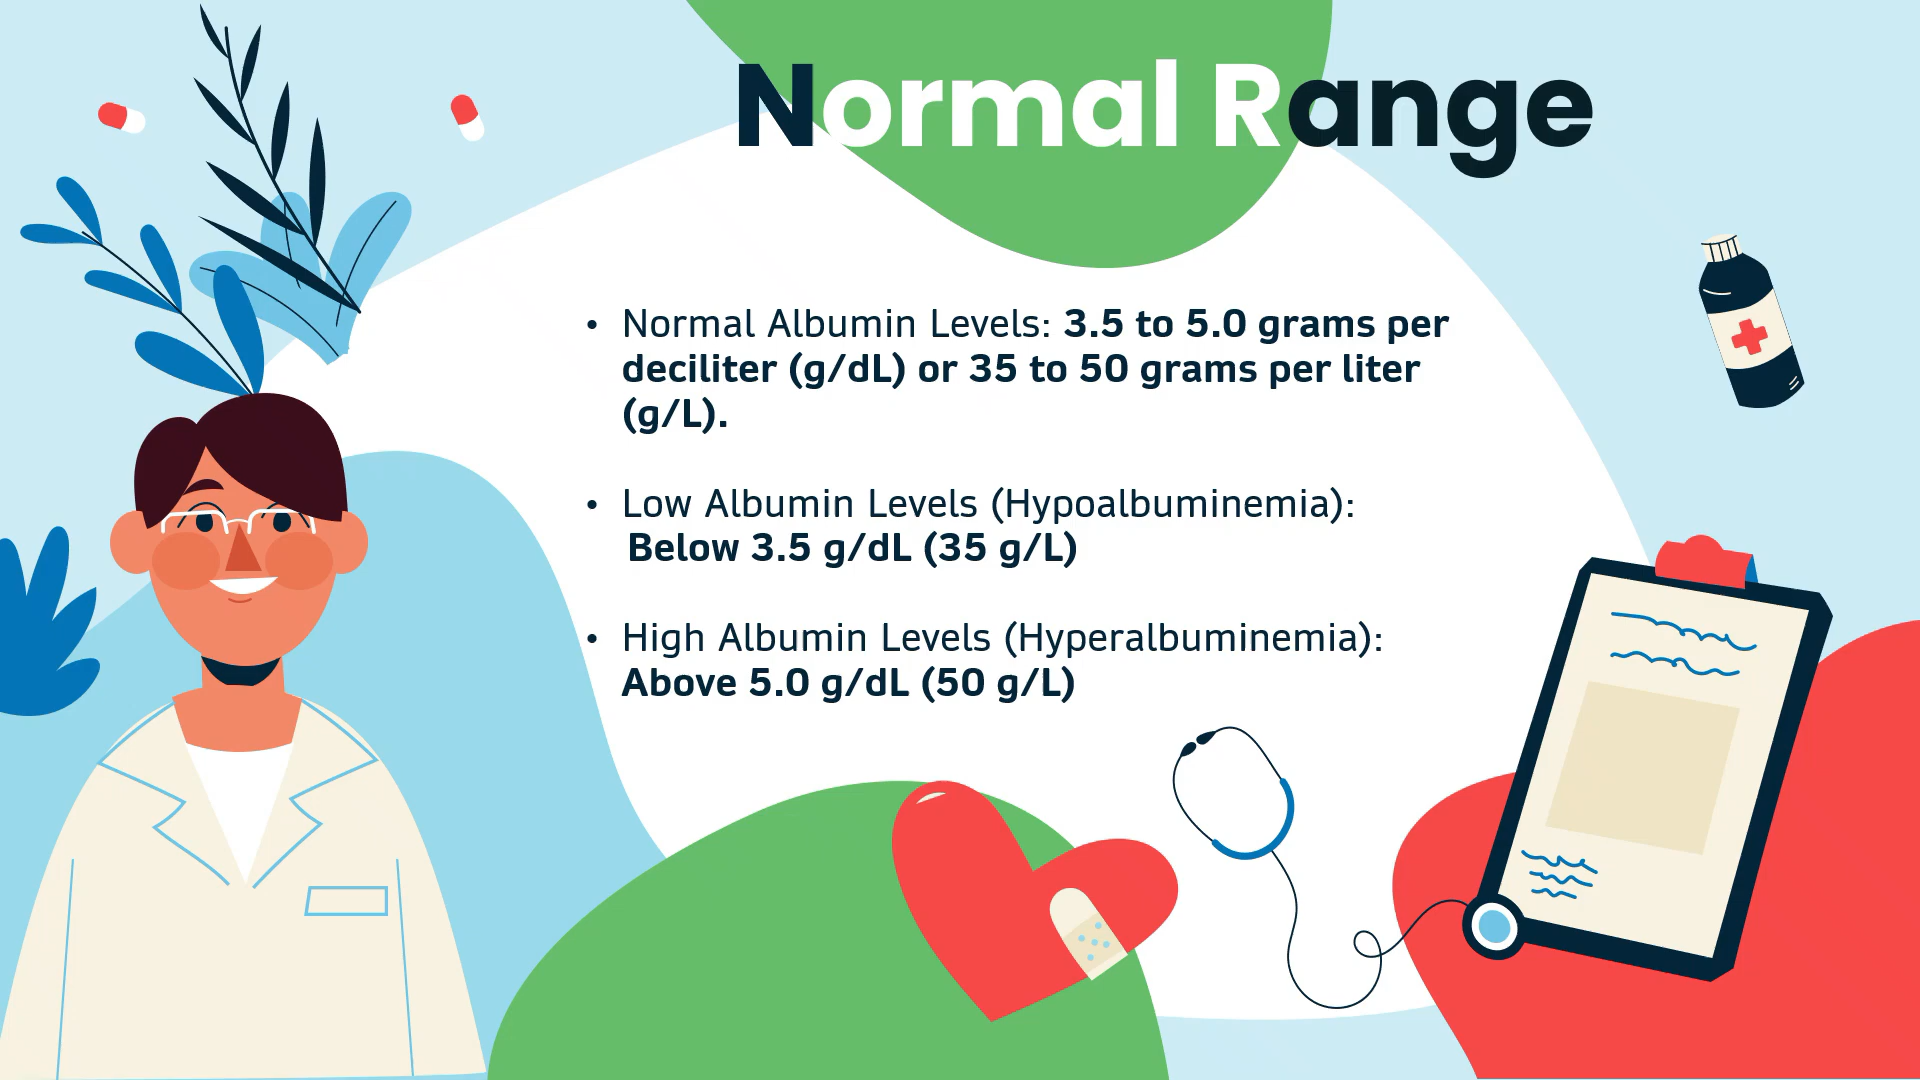 Normal Range
• Normal Albumin Levels: 3.5 to 5.0 grams per
deciliter (g/dL) or 35 to 50 grams per liter
(g/L).
• Low Albumin Levels (Hypoalbuminemia):
Below 3.5 g/dL (35 g/L)
• High Albumin Levels (Hyperalbuminemia):
Above 5.0 g/dL (50 g/L)